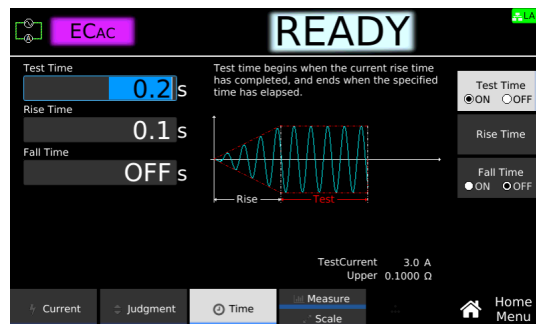 ECAC
READY
LA
Test Time
0.2 s
Rise Time
0.1 s
Fall Time
OFF s
Test time begins when the current rise time
has completed, and ends when the specified
time has elapsed.
Rise
Test
TestCurrent 3.0 A
Upper 0.1000 Ω
Test Time
ON OFF
Rise Time
Fall Time
ON OFF
Current
Judgment
Time
Measure
Scale
Home
Menu